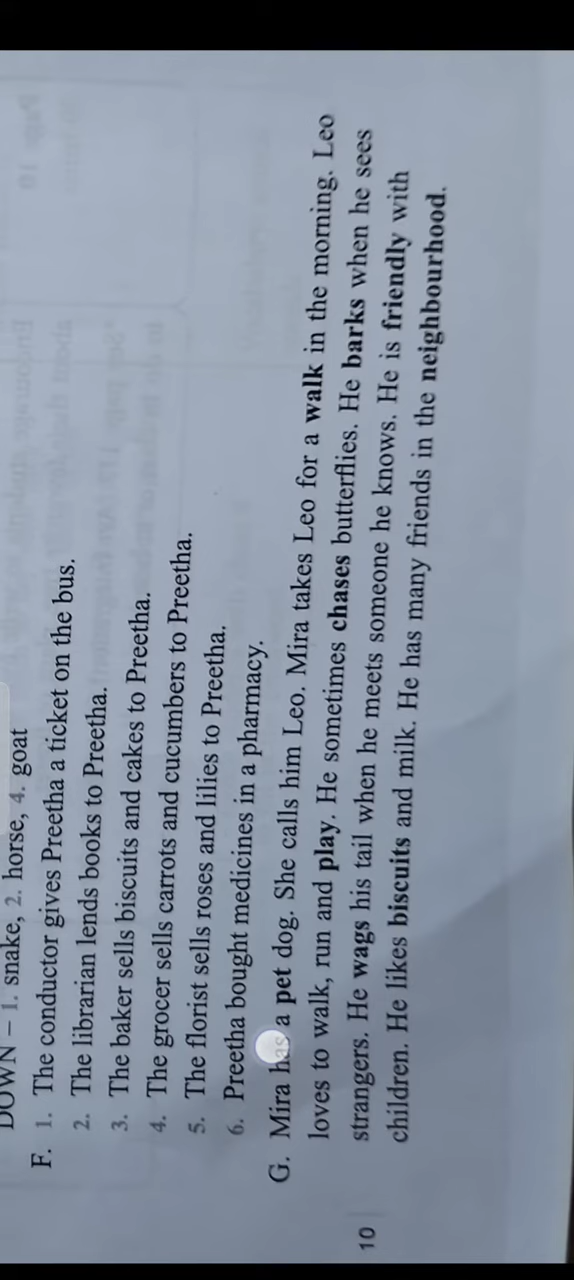 DOWN – 1. snake, 2. horse, 4. goat
F. 1. The conductor gives Preetha a ticket on the bus.
2. The librarian lends books to Preetha.
3. The baker sells biscuits and cakes to Preetha.
4. The grocer sells carrots and cucumbers to Preetha.
5. The florist sells roses and lilies to Preetha.
6. Preetha bought medicines in a pharmacy.
G. Mira has a pet dog. She calls him Leo. Mira takes Leo for a walk in the morning. Leo
loves to walk, run and play. He sometimes chases butterflies. He barks when he sees
strangers. He wags his tail when he meets someone he knows. He is friendly with
children. He likes biscuits and milk. He has many friends in the neighbourhood.
10